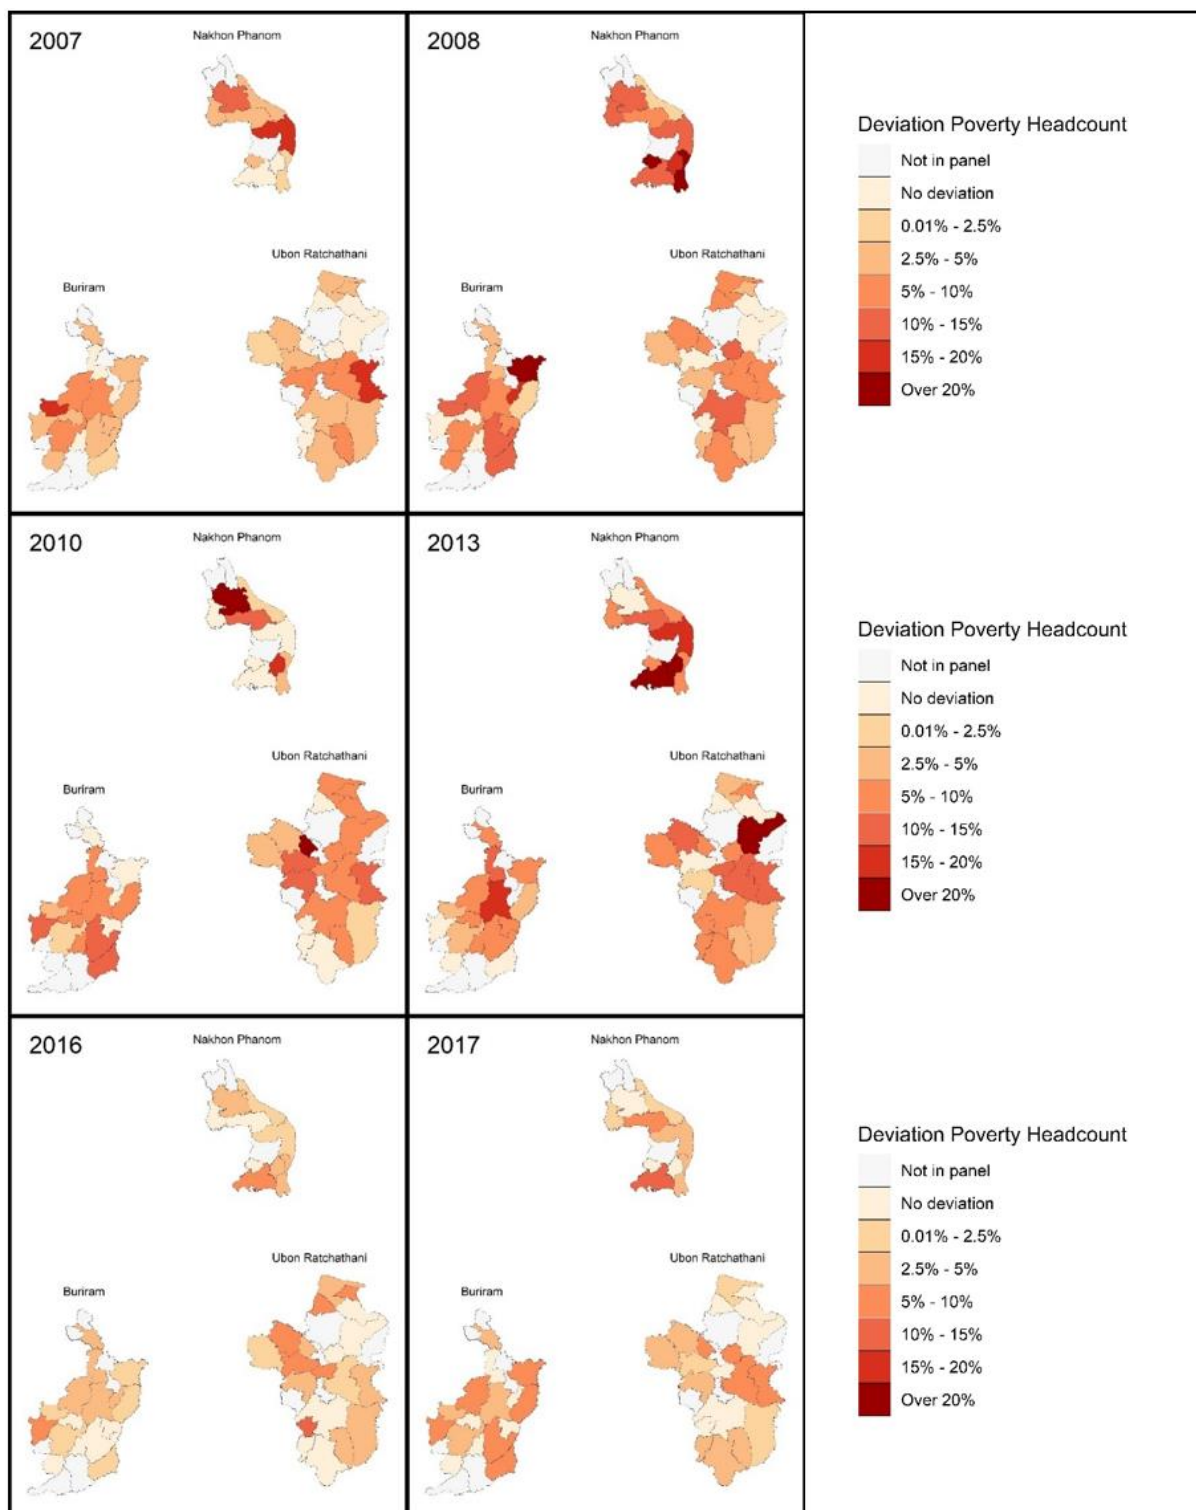 2007
Nakhon Phanom
Ubon Ratchathani
Buriram
2008
Nakhon Phanom
Ubon Ratchathani
Buriram
Deviation Poverty Headcount
Not in panel
No deviation
0.01% - 2.5%
2.5% - 5%
5% - 10%
10% - 15%
15% - 20%
Over 20%
2010
Nakhon Phanom
Ubon Ratchathani
Buriram
2013
Nakhon Phanom
Ubon Ratchathani
Buriram
Deviation Poverty Headcount
Not in panel
No deviation
0.01% - 2.5%
2.5% - 5%
5% - 10%
10% - 15%
15% - 20%
Over 20%
2016
Nakhon Phanom
Ubon Ratchathani
Buriram
2017
Nakhon Phanom
Ubon Ratchathani
Buriram
Deviation Poverty Headcount
Not in panel
No deviation
0.01% - 2.5%
2.5% - 5%
5% - 10%
10% - 15%
15% - 20%
Over 20%